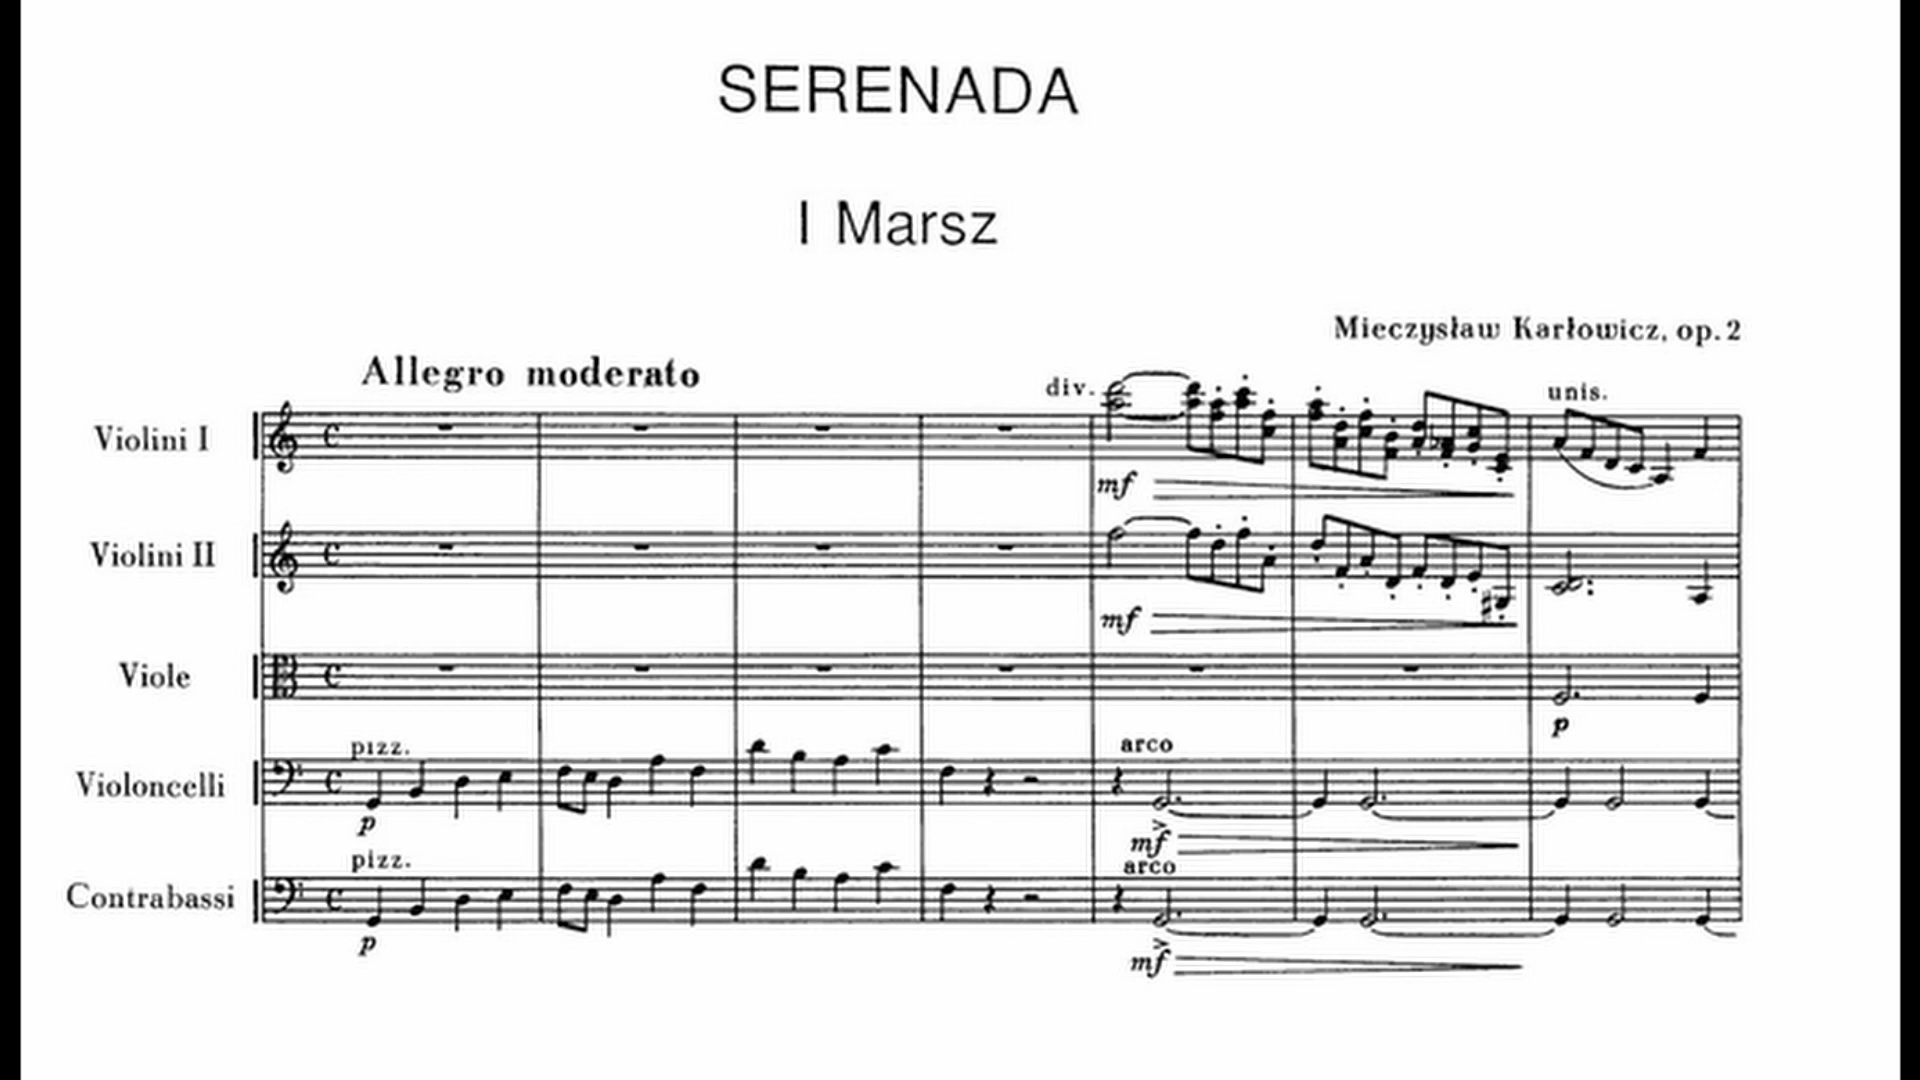 SERENADA
I Marsz
Mieczysław Karłowicz, op. 2
Allegro moderato
div.
unis.
Violini I
mf
Violini II
mf
Viole
p
pizz.
arco
Violoncelli
p
mf
pizz.
arco
Contrabassi
p
mf